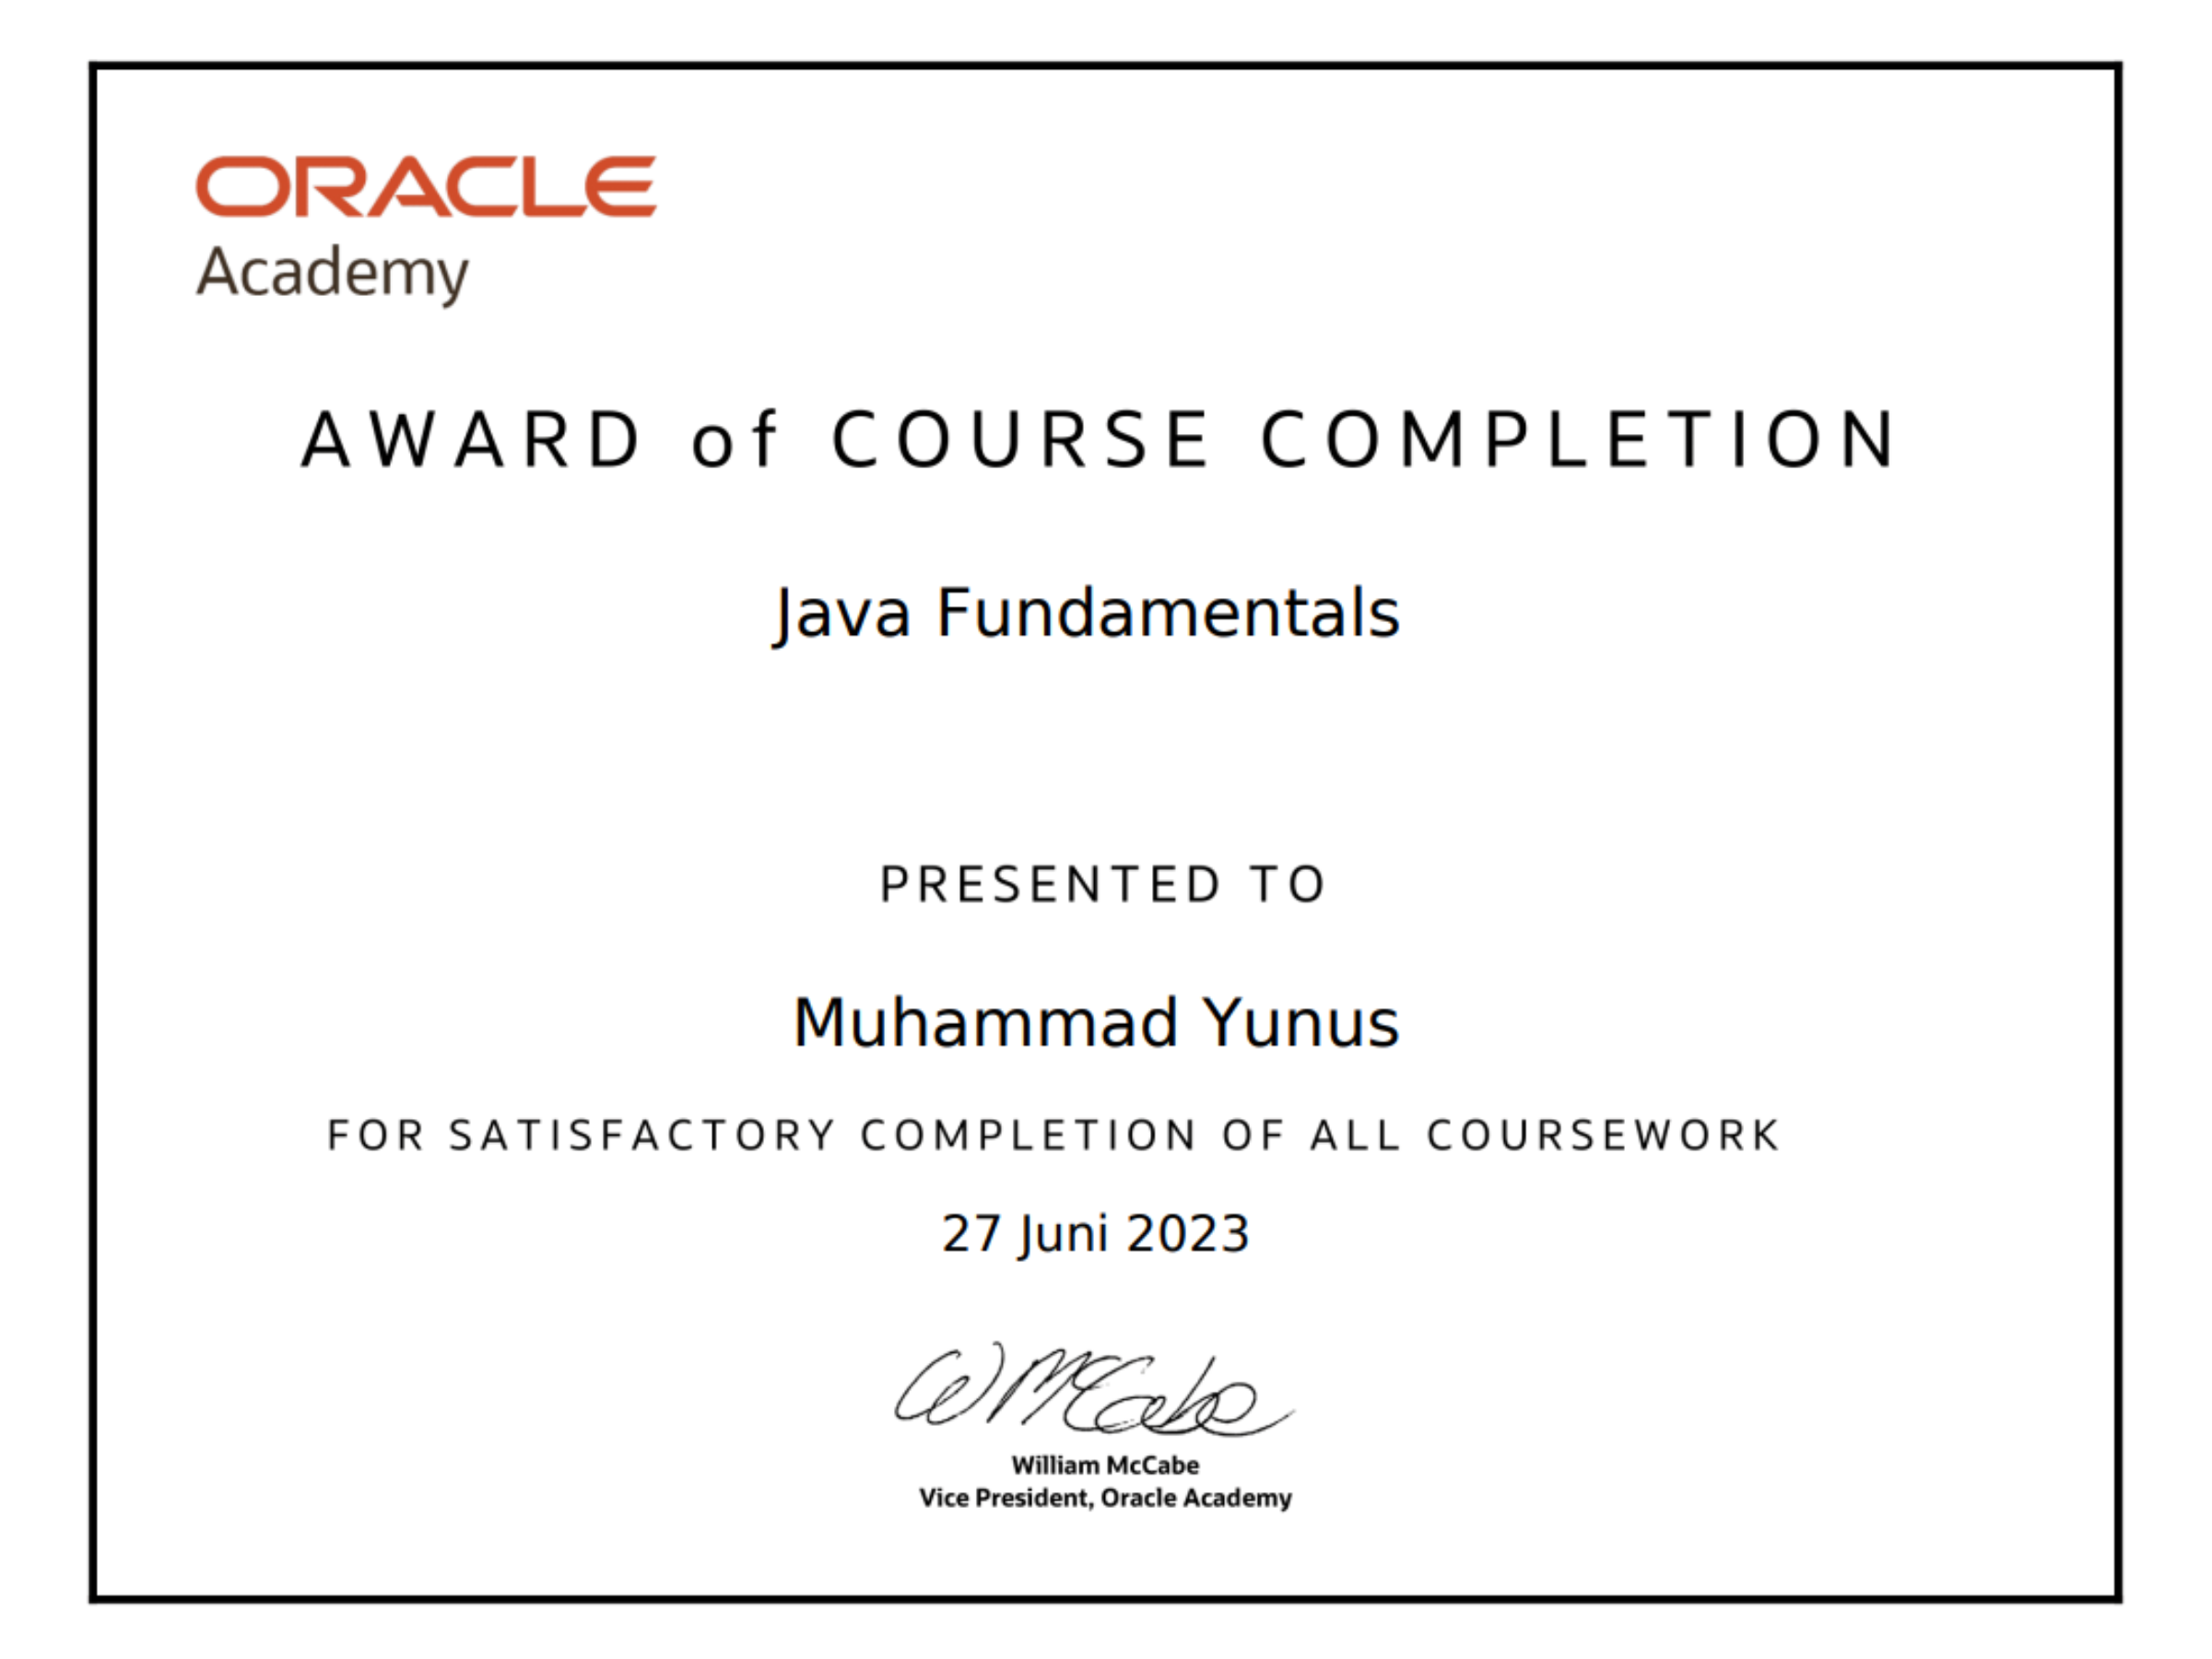 ORACLE
Academy
AWARD of COURSE COMPLETION
Java Fundamentals
PRESENTED TO
Muhammad Yunus
FOR SATISFACTORY COMPLETION OF ALL COURSEWORK
27 Juni 2023
W McCabe
William McCabe
Vice President, Oracle Academy